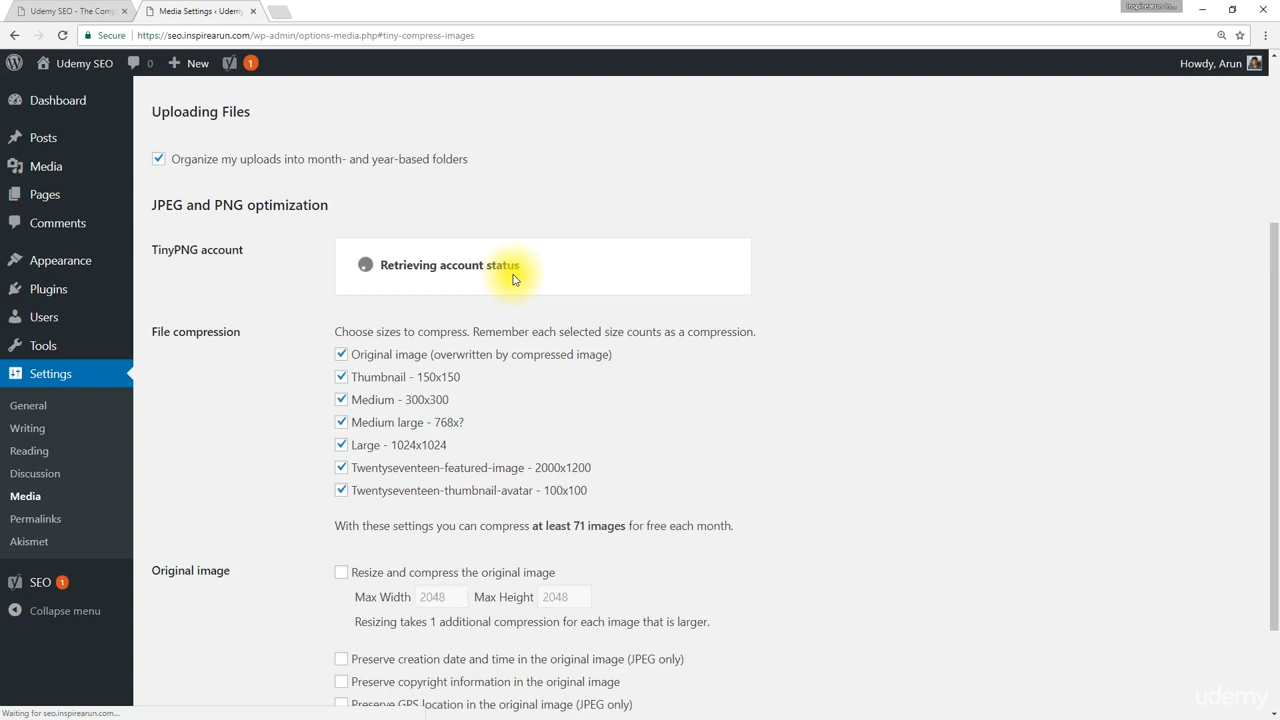 Udemy SEO - The Comp
Media Settings ‹ Udemy
inspirearun In...
Secure
https://seo.inspirearun.com/wp-admin/options-media.php#tiny-compress-images
Udemy SEO
0
New
1
Howdy, Arun
Dashboard
Posts
Media
Pages
Comments
Appearance
Plugins
Users
Tools
Settings
General
Writing
Reading
Discussion
Media
Permalinks
Akismet
SEO 1
Collapse menu
Uploading Files
Organize my uploads into month- and year-based folders
JPEG and PNG optimization
TinyPNG account
Retrieving account status
File compression
Choose sizes to compress. Remember each selected size counts as a compression.
Original image (overwritten by compressed image)
Thumbnail - 150x150
Medium - 300x300
Medium large - 768x?
Large - 1024x1024
Twentyseventeen-featured-image - 2000x1200
Twentyseventeen-thumbnail-avatar - 100x100
With these settings you can compress at least 71 images for free each month.
Original image
Resize and compress the original image
Max Width 2048 Max Height 2048
Resizing takes 1 additional compression for each image that is larger.
Preserve creation date and time in the original image (JPEG only)
Preserve copyright information in the original image
Preserve GPS location in the original image (JPEG only)
Waiting for seo.inspirearun.com...
udemy